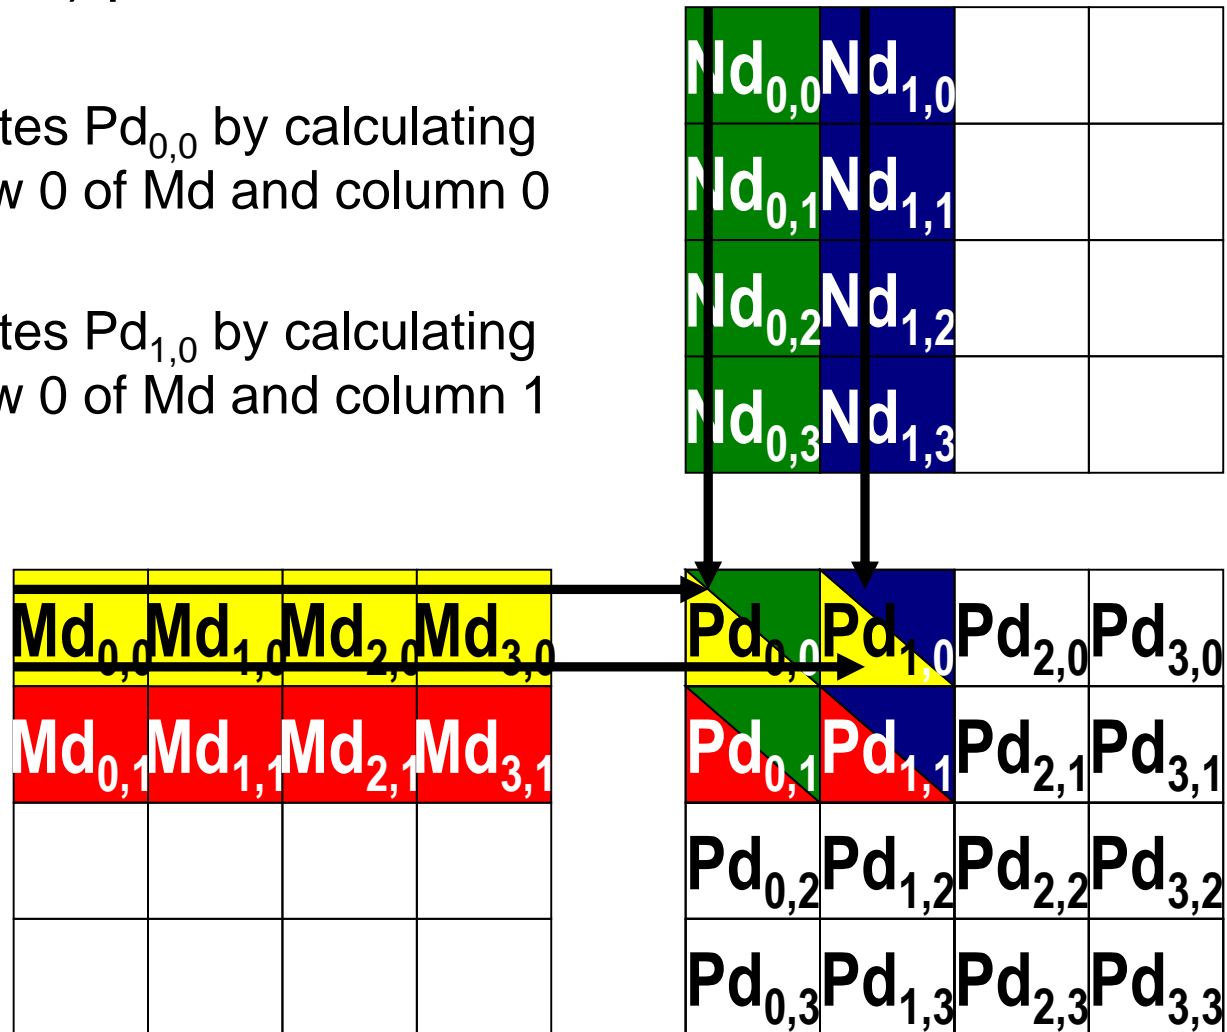 tes Pd0,0 by calculating
w 0 of Md and column 0
tes Pd1,0 by calculating
w 0 of Md and column 1
Nd0,0 Nd1,0
Nd0,1 Nd1,1
Nd0,2 Nd1,2
Nd0,3 Nd1,3
Md0,0 Md1,0 Md2,0 Md3,0
Md0,1 Md1,1 Md2,1 Md3,1
Pd0,0 Pd1,0 Pd2,0 Pd3,0
Pd0,1 Pd1,1 Pd2,1 Pd3,1
Pd0,2 Pd1,2 Pd2,2 Pd3,2
Pd0,3 Pd1,3 Pd2,3 Pd3,3